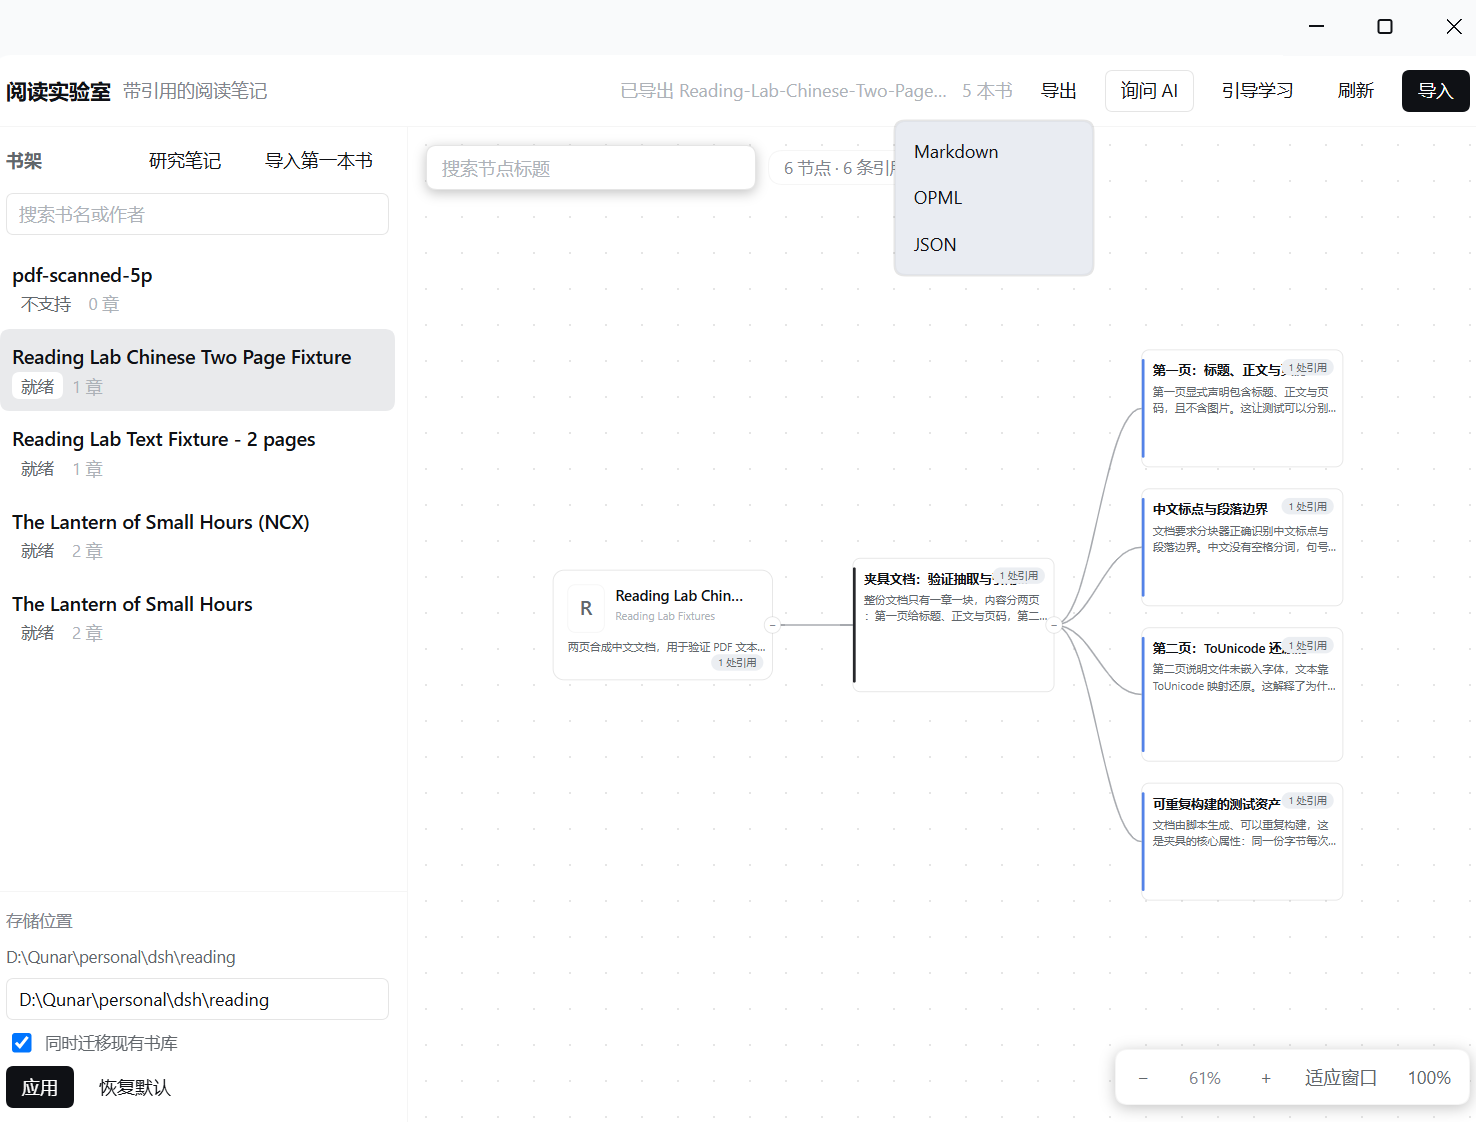 阅读实验室 带引用的阅读笔记
已导出 Reading-Lab-Chinese-Two-Page... 5 本书 导出 询问 AI 引导学习 刷新 导入
Markdown
OPML
JSON
书架 研究笔记 导入第一本书
搜索书名或作者
pdf-scanned-5p
不支持 0 章
Reading Lab Chinese Two Page Fixture
就绪 1 章
Reading Lab Text Fixture - 2 pages
就绪 1 章
The Lantern of Small Hours (NCX)
就绪 2 章
The Lantern of Small Hours
就绪 2 章
存储位置
D:\Qunar\personal\dsh\reading
D:\Qunar\personal\dsh\reading
同时迁移现有书库
应用 恢复默认
搜索节点标题
6 节点 · 6 条引
R
Reading Lab Chin...
Reading Lab Fixtures
两页合成中文文档，用于验证 PDF 文本...
1 处引用
夹具文档：验证抽取与
1 处引用
整份文档只有一章一块，内容分两页
：第一页给标题、正文与页码，第二...
第一页：标题、正文与
1 处引用
第一页显式声明包含标题、正文与页
码，且不含图片。这让测试可以分别...
中文标点与段落边界
1 处引用
文档要求分块器正确识别中文标点与
段落边界。中文没有空格分词，句号...
第二页：ToUnicode 还
1 处引用
第二页说明文件未嵌入字体，文本靠
ToUnicode 映射还原。这解释了为什...
可重复构建的测试资产
1 处引用
文档由脚本生成、可以重复构建，这
是夹具的核心属性：同一份字节每次...
− 61% + 适应窗口 100%